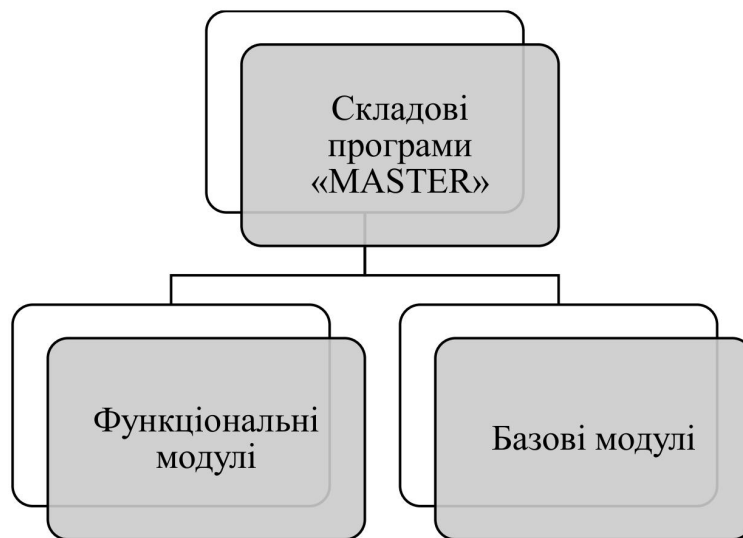 Складові
програми
«MASTER»
Функціональні
модулі
Базові модулі